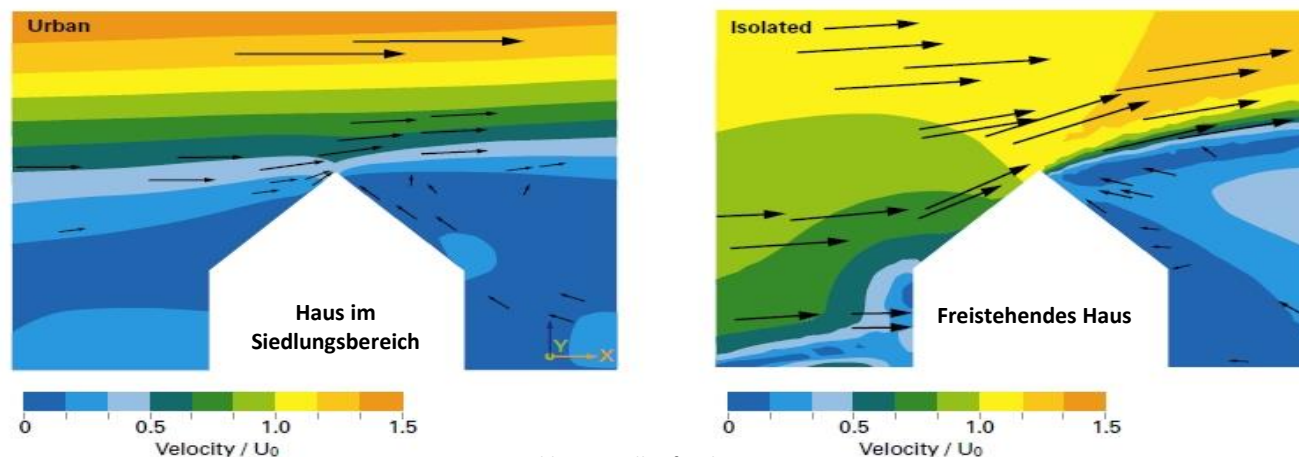 Urban
Haus im
Siedlungsbereich
Y
X
0
0.5
1.0
1.5
Velocity / U₀
Isolated
Freistehendes Haus
0
0.5
1.0
1.5
Velocity / U₀